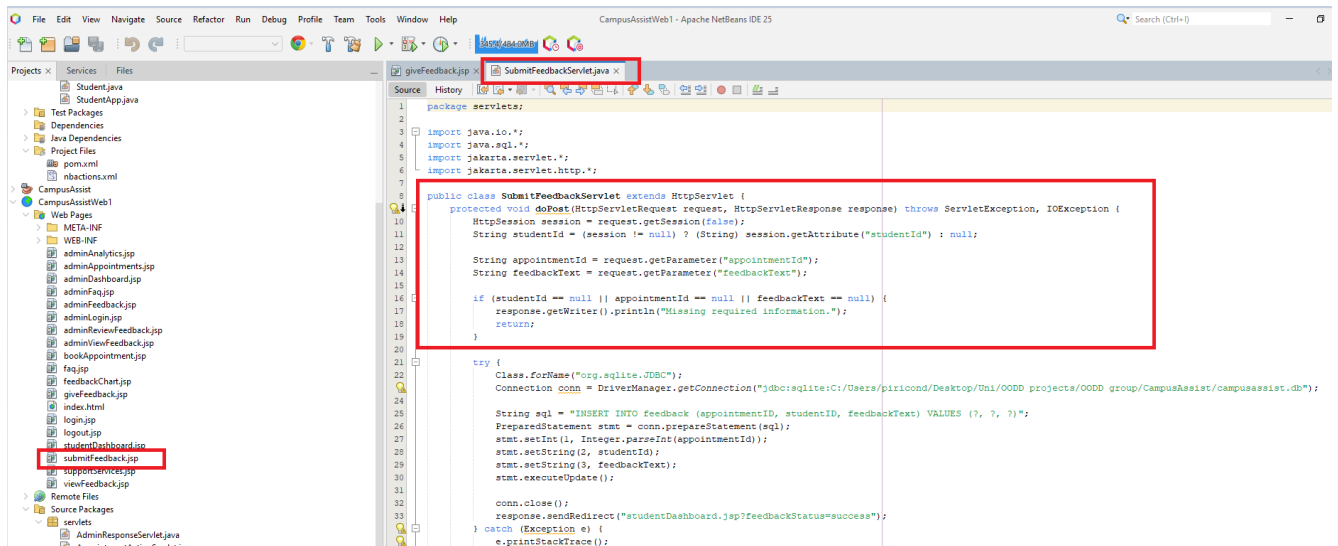 File Edit View Navigate Source Refactor Run Debug Profile Team Tools Window Help
CampusAssistWeb1 - Apache NetBeans IDE 25
Search (Ctrl+I)
Projects × Services Files
Student.java
StudentApp.java
Test Packages
Dependencies
Java Dependencies
Project Files
pom.xml
nbactions.xml
CampusAssist
CampusAssistWeb1
Web Pages
META-INF
WEB-INF
adminAnalytics.jsp
adminAppointments.jsp
adminDashboard.jsp
adminFaq.jsp
adminFeedback.jsp
adminLogin.jsp
adminReviewFeedback.jsp
adminViewFeedback.jsp
bookAppointment.jsp
faq.jsp
feedbackChart.jsp
giveFeedback.jsp
index.html
login.jsp
logout.jsp
studentDashboard.jsp
submitFeedback.jsp
supportServices.jsp
viewFeedback.jsp
Remote Files
Source Packages
servlets
AdminResponseServlet.java
giveFeedback.jsp × SubmitFeedbackServlet.java ×
Source History
1 package servlets;
2
3 import java.io.*;
4 import java.sql.*;
5 import jakarta.servlet.*;
6 import jakarta.servlet.http.*;
7
8 public class SubmitFeedbackServlet extends HttpServlet {
protected void doPost(HttpServletRequest request, HttpServletResponse response) throws ServletException, IOException {
10 HttpSession session = request.getSession(false);
11 String studentId = (session != null) ? (String) session.getAttribute("studentId") : null;
12
13 String appointmentId = request.getParameter("appointmentId");
14 String feedbackText = request.getParameter("feedbackText");
15
16 if (studentId == null || appointmentId == null || feedbackText == null) {
17 response.getWriter().println("Missing required information.");
18 return;
19 }
20
21 try {
22 Class.forName("org.sqlite.JDBC");
Connection conn = DriverManager.getConnection("jdbc:sqlite:C:/Users/piricond/Desktop/Uni/OODD projects/OODD group/CampusAssist/campusassist.db");
24
25 String sql = "INSERT INTO feedback (appointmentID, studentID, feedbackText) VALUES (?, ?, ?)";
26 PreparedStatement stmt = conn.prepareStatement(sql);
27 stmt.setInt(1, Integer.parseInt(appointmentId));
28 stmt.setString(2, studentId);
29 stmt.setString(3, feedbackText);
30 stmt.executeUpdate();
31
32 conn.close();
33 response.sendRedirect("studentDashboard.jsp?feedbackStatus=success");
} catch (Exception e) {
e.printStackTrace();